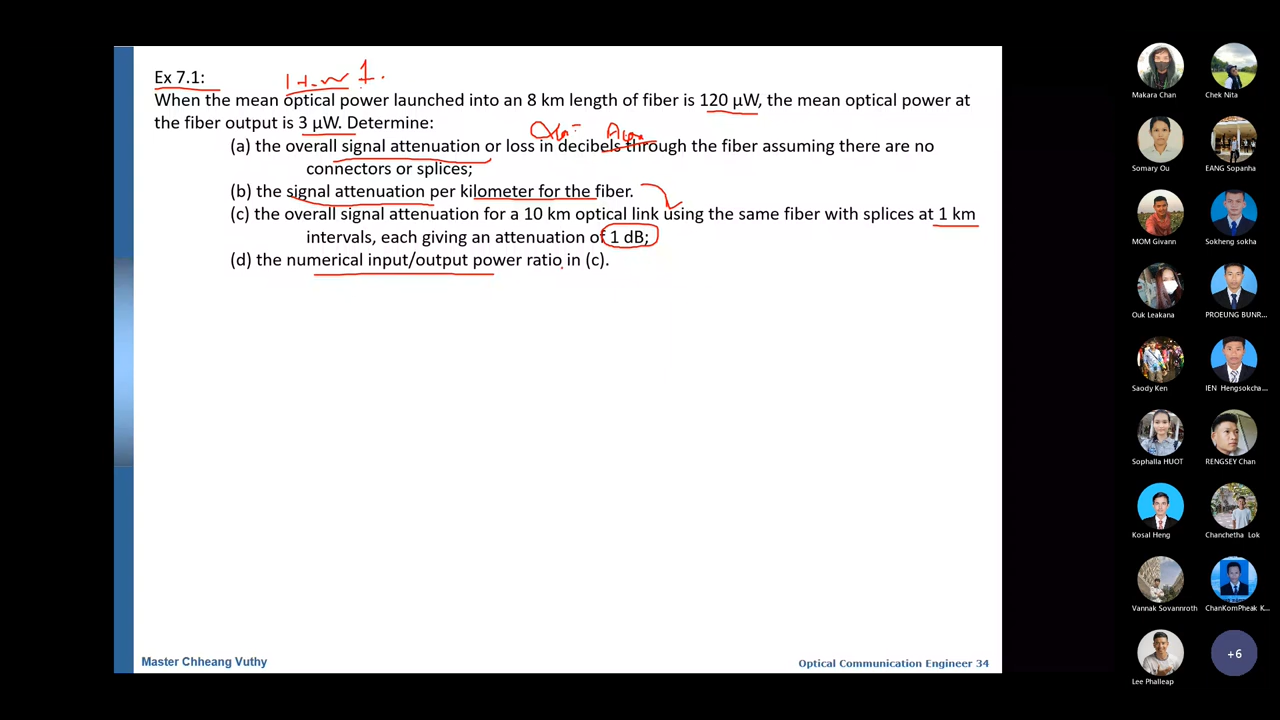 Ex 7.1:
When the mean optical power launched into an 8 km length of fiber is 120 µW, the mean optical power at
the fiber output is 3 µW. Determine:
(a) the overall signal attenuation or loss in decibels through the fiber assuming there are no
connectors or splices;
(b) the signal attenuation per kilometer for the fiber.
(c) the overall signal attenuation for a 10 km optical link using the same fiber with splices at 1 km
intervals, each giving an attenuation of 1 dB;
(d) the numerical input/output power ratio in (c).
Master Chheang Vuthy
Optical Communication Engineer 34
Makara Chan
Chek Nita
Somary Ou
EANG Sopanha
MOM Givann
Sokheng sokha
Ouk Leakana
PROEUNG BUNR...
Saody Ken
IEN Hengsokcha...
Sophalla HUOT
RENGSEY Chan
Kosal Heng
Chanchetha Lok
Vannak Sovannroth
ChanKomPheak K...
Lee Phalleap
+6